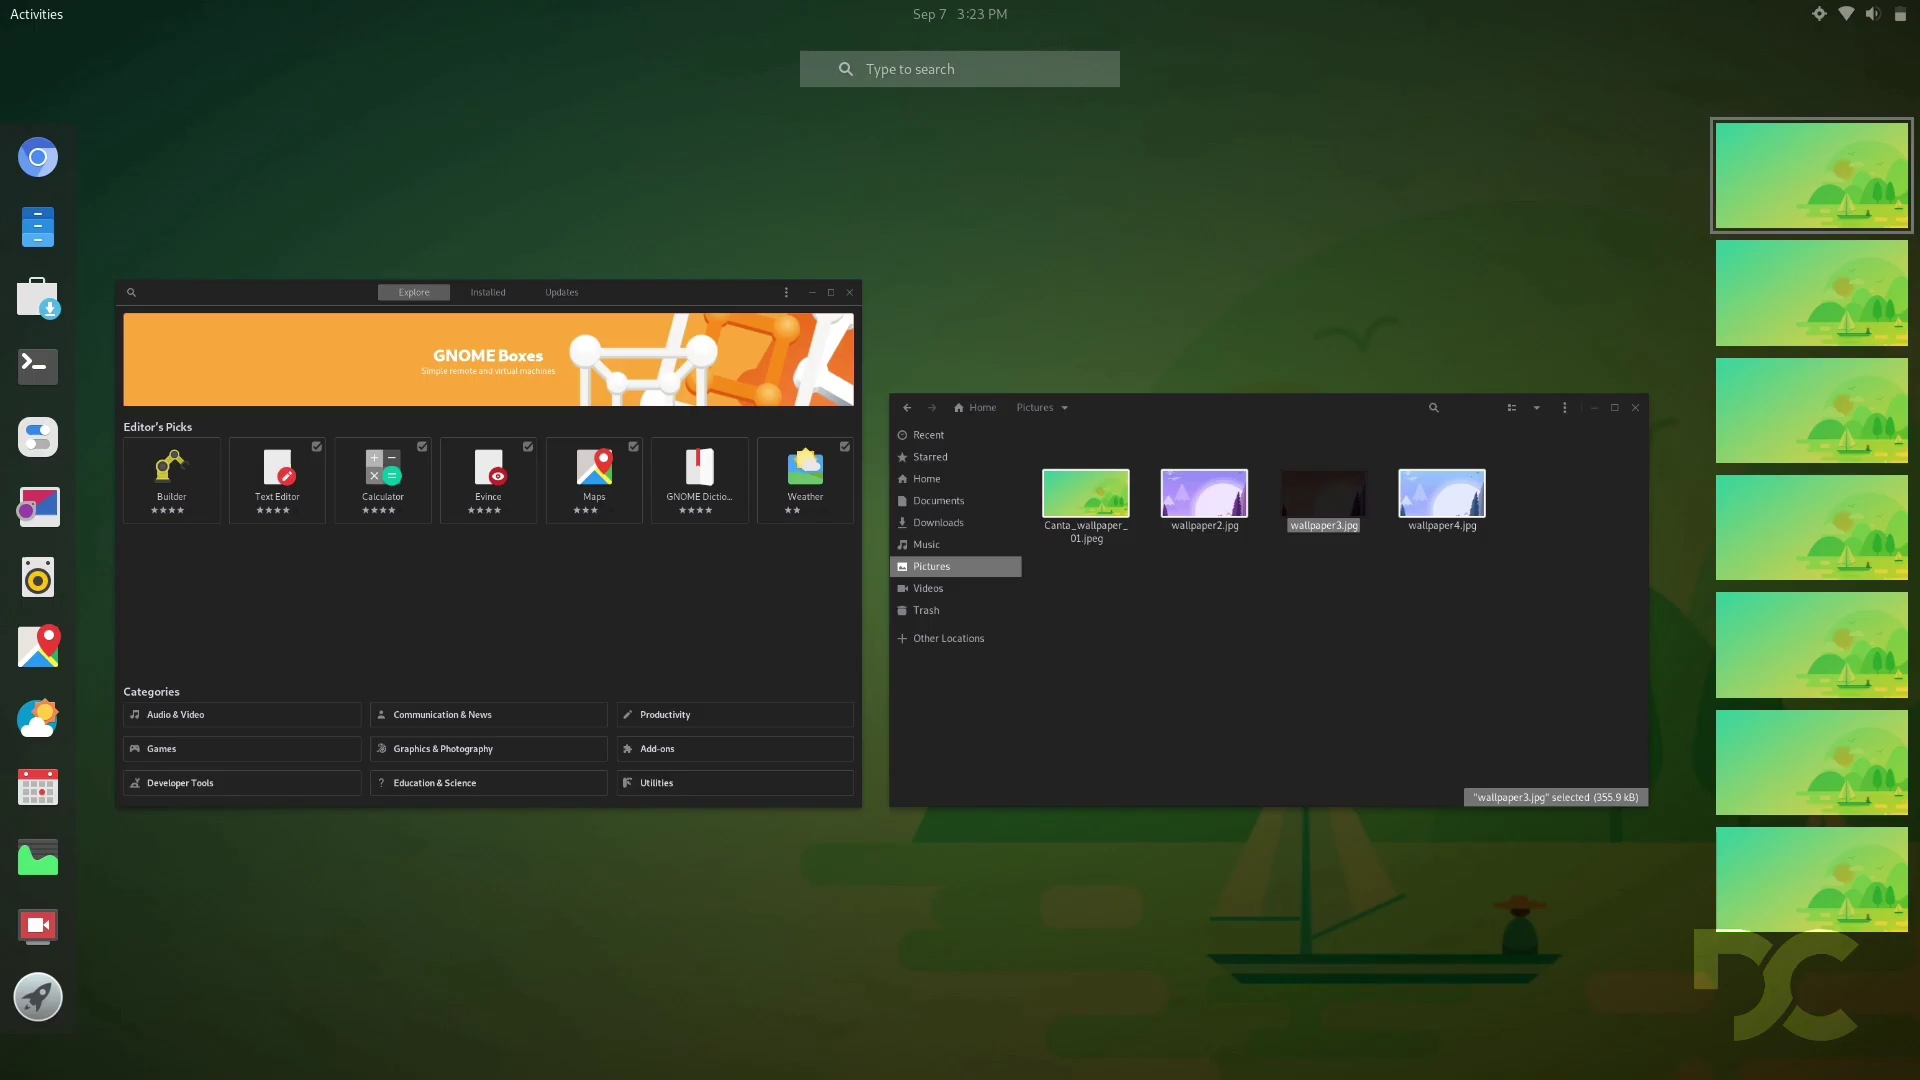 Activities
Sep 7 3:23 PM
Type to search
Explore
Installed
Updates
GNOME Boxes
Simple remote and virtual machines
Editor's Picks
Builder
Text Editor
Calculator
Evince
Maps
GNOME Dictio...
Weather
Categories
Audio & Video
Communication & News
Productivity
Games
Graphics & Photography
Add-ons
Developer Tools
Education & Science
Utilities
Home
Pictures
Recent
Starred
Home
Documents
Downloads
Music
Pictures
Videos
Trash
Other Locations
Canta_wallpaper_
01.jpeg
wallpaper2.jpg
wallpaper3.jpg
wallpaper4.jpg
"wallpaper3.jpg" selected (355.9 kB)
DC